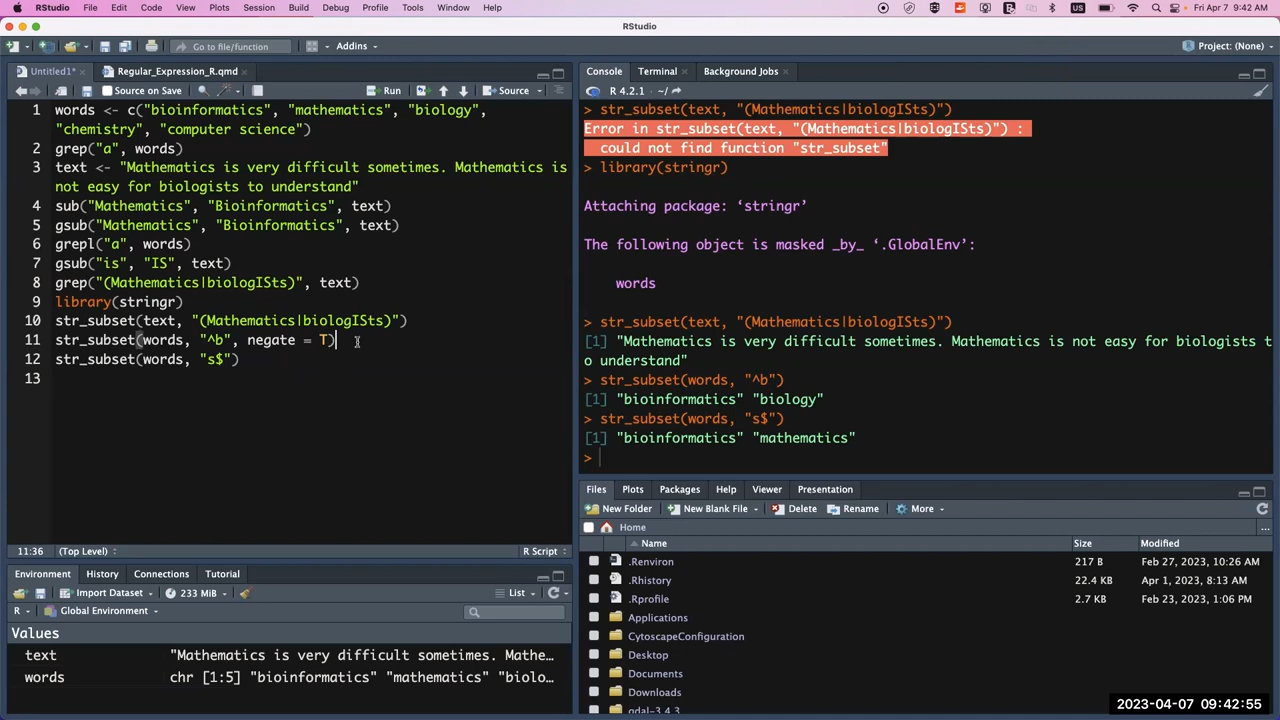 RStudio File Edit Code View Plots Session Build Debug Profile Tools Window Help US Fri Apr 7 9:42 AM
RStudio
Go to file/function Addins Project: (None)
Untitled1* Regular_Expression_R.qmd
Source on Save Run Source
1 words <- c("bioinformatics", "mathematics", "biology",
"chemistry", "computer science")
2 grep("a", words)
3 text <- "Mathematics is very difficult sometimes. Mathematics is
not easy for biologists to understand"
4 sub("Mathematics", "Bioinformatics", text)
5 gsub("Mathematics", "Bioinformatics", text)
6 grepl("a", words)
7 gsub("is", "IS", text)
8 grep("(Mathematics|biologISts)", text)
9 library(stringr)
10 str_subset(text, "(Mathematics|biologISts)")
11 str_subset(words, "^b", negate = T)
12 str_subset(words, "s$")
13
11:36 (Top Level) R Script
Environment History Connections Tutorial
Import Dataset 233 MiB List
R Global Environment
Values
text "Mathematics is very difficult sometimes. Mathe…
words chr [1:5] "bioinformatics" "mathematics" "biolo…
Console Terminal Background Jobs
R 4.2.1 · ~/
> str_subset(text, "(Mathematics|biologISts)")
Error in str_subset(text, "(Mathematics|biologISts)") :
could not find function "str_subset"
> library(stringr)
Attaching package: ‘stringr’
The following object is masked _by_ ‘.GlobalEnv’:
words
> str_subset(text, "(Mathematics|biologISts)")
[1] "Mathematics is very difficult sometimes. Mathematics is not easy for biologists t
o understand"
> str_subset(words, "^b")
[1] "bioinformatics" "biology"
> str_subset(words, "s$")
[1] "bioinformatics" "mathematics"
>
Files Plots Packages Help Viewer Presentation
New Folder New Blank File Delete Rename More
Home
Name Size Modified
.Renviron 217 B Feb 27, 2023, 10:26 AM
.Rhistory 22.4 KB Apr 1, 2023, 8:13 AM
.Rprofile 2.7 KB Feb 23, 2023, 1:06 PM
Applications
CytoscapeConfiguration
Desktop
Documents
Downloads
gdal-3.4.3
2023-04-07 09:42:55